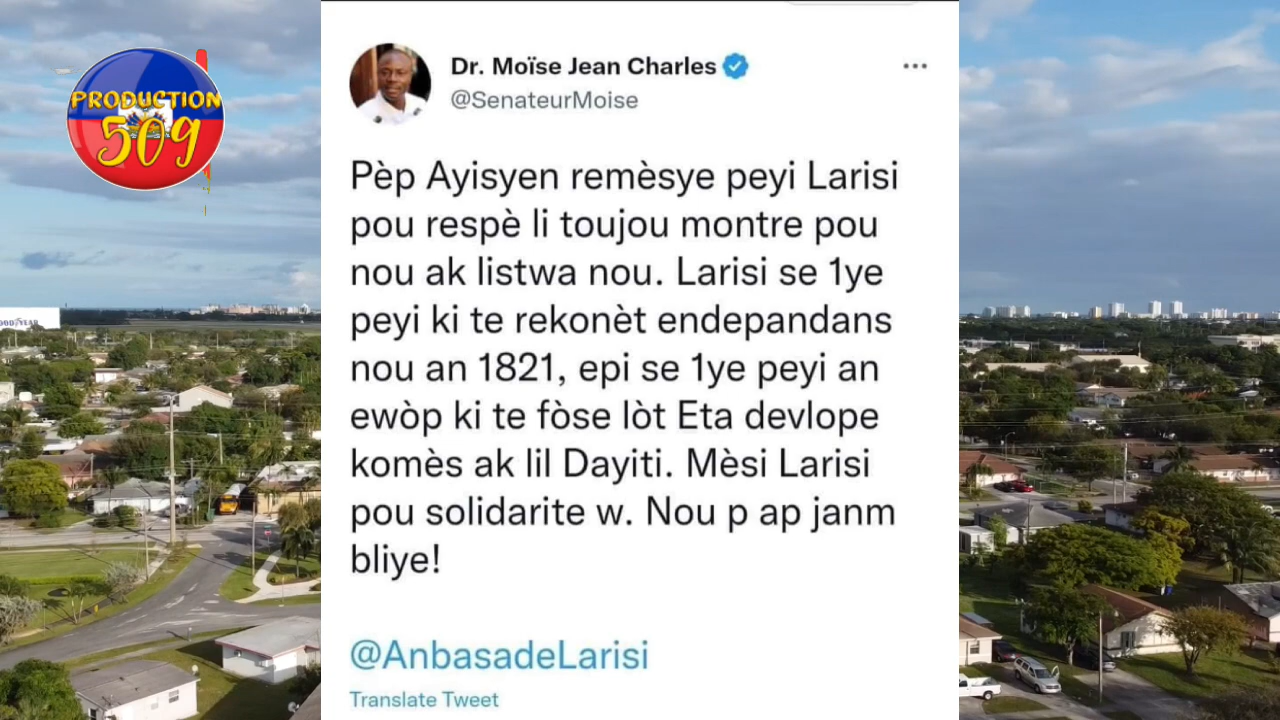 PRODUCTION
509
Dr. Moïse Jean Charles
@SenateurMoise
Pèp Ayisyen remèsye peyi Larisi
pou respè li toujou montre pou
nou ak listwa nou. Larisi se 1ye
peyi ki te rekonèt endepandans
nou an 1821, epi se 1ye peyi an
ewòp ki te fòse lòt Eta devlope
komès ak lil Dayiti. Mèsi Larisi
pou solidarite w. Nou p ap janm
bliye!
@AnbasadeLarisi
Translate Tweet